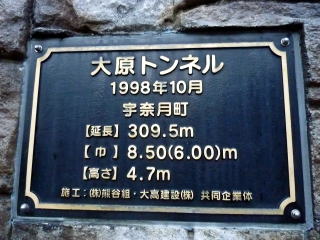 大原トンネル
1998年10月
宇奈月町
【延長】309.5m
【巾】8.50(6.00)m
【高さ】4.7m
施工:㈱熊谷組・大高建設㈱ 共同企業体